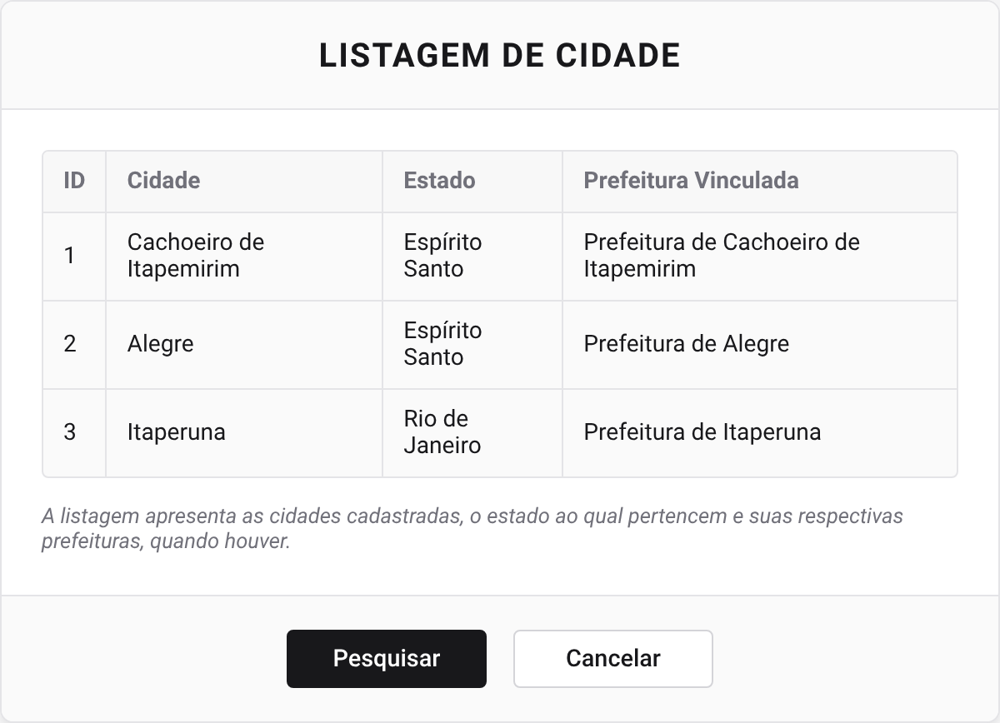 LISTAGEM DE CIDADE
ID Cidade Estado Prefeitura Vinculada
1 Cachoeiro de Itapemirim Espírito Santo Prefeitura de Cachoeiro de Itapemirim
2 Alegre Espírito Santo Prefeitura de Alegre
3 Itaperuna Rio de Janeiro Prefeitura de Itaperuna
A listagem apresenta as cidades cadastradas, o estado ao qual pertencem e suas respectivas
prefeituras, quando houver.
Pesquisar Cancelar